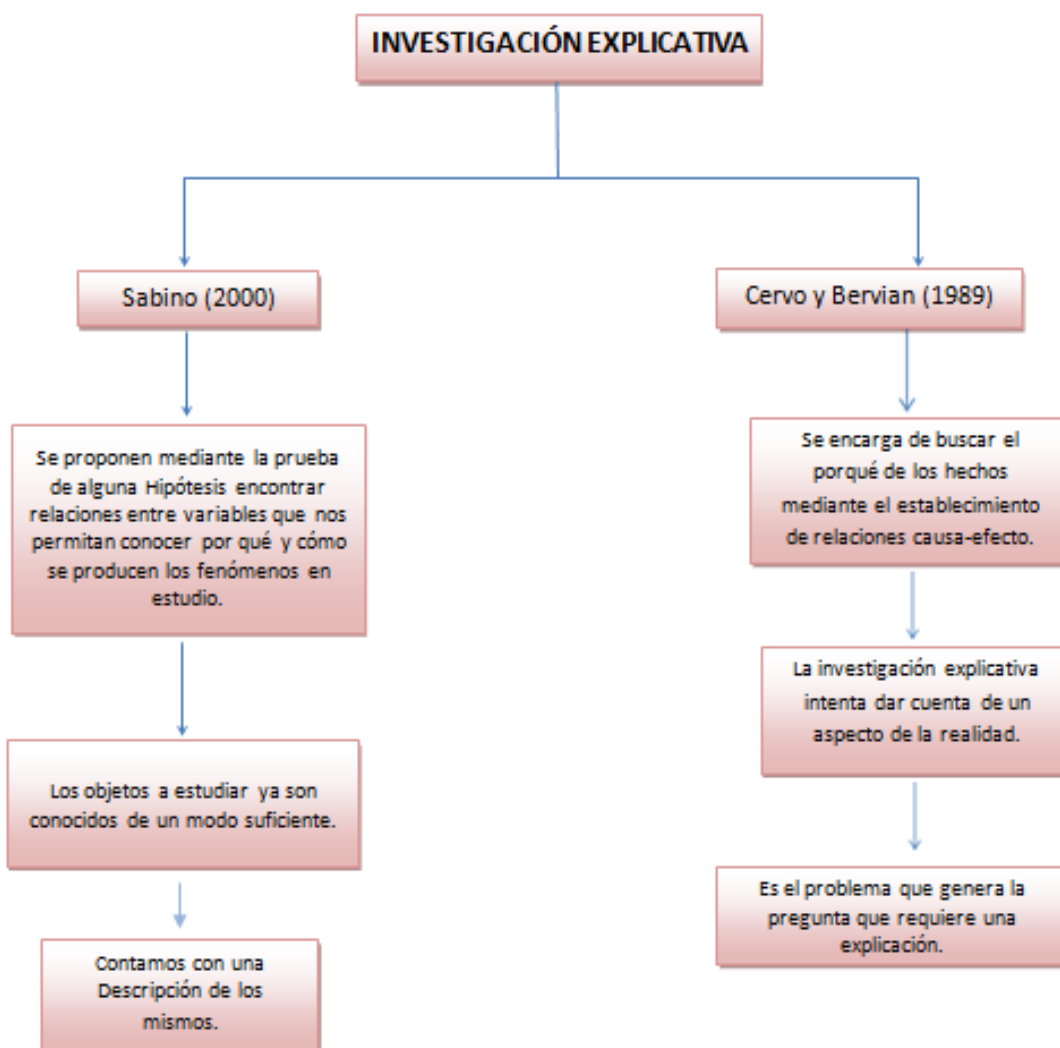 INVESTIGACIÓN EXPLICATIVA
Sabino (2000)
Se proponen mediante la prueba
de alguna Hipótesis encontrar
relaciones entre variables que nos
permitan conocer por qué y cómo
se producen los fenómenos en
estudio.
Los objetos a estudiar ya son
conocidos de un modo suficiente.
Contamos con una
Descripción de los
mismos.
Cervo y Bervian (1989)
Se encarga de buscar el
porqué de los hechos
mediante el establecimiento
de relaciones causa-efecto.
La investigación explicativa
intenta dar cuenta de un
aspecto de la realidad.
Es el problema que genera la
pregunta que requiere una
explicación.